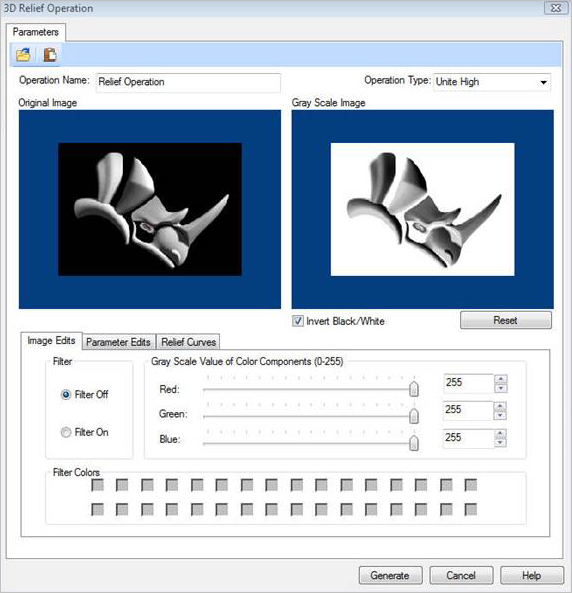 3D Relief Operation
Parameters
Operation Name: Relief Operation Operation Type: Unite High
Original Image Gray Scale Image
Invert Black/White Reset
Image Edits Parameter Edits Relief Curves
Filter Gray Scale Value of Color Components (0-255)
Filter Off Red: 255
Green: 255
Filter On Blue: 255
Filter Colors
Generate Cancel Help